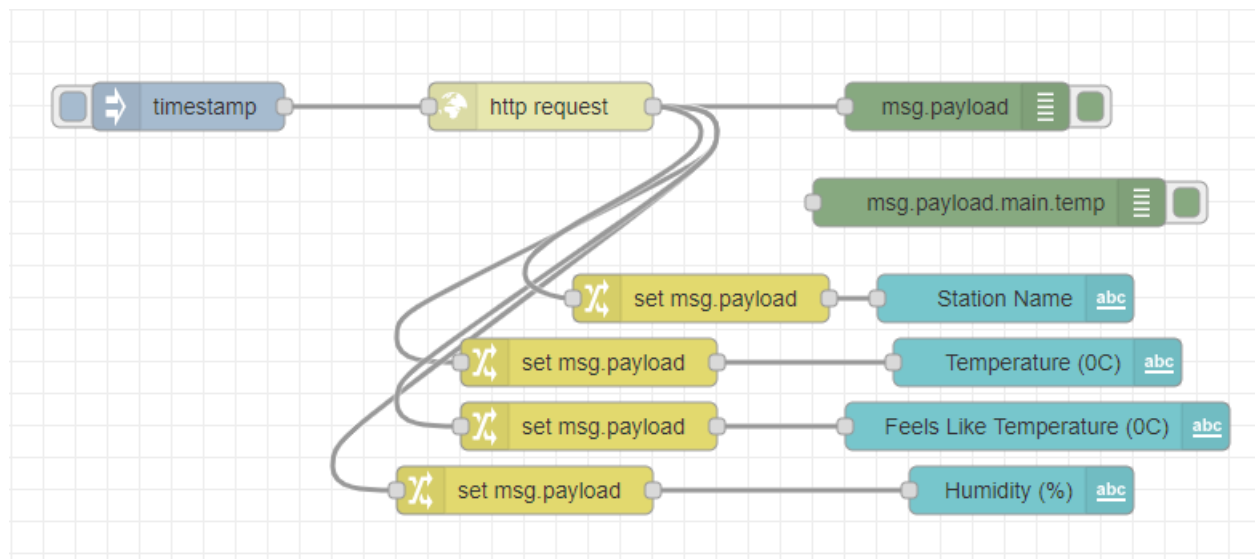 timestamp
http request
msg.payload
msg.payload.main.temp
set msg.payload
Station Name
abc
set msg.payload
Temperature (0C)
abc
set msg.payload
Feels Like Temperature (0C)
abc
set msg.payload
Humidity (%)
abc